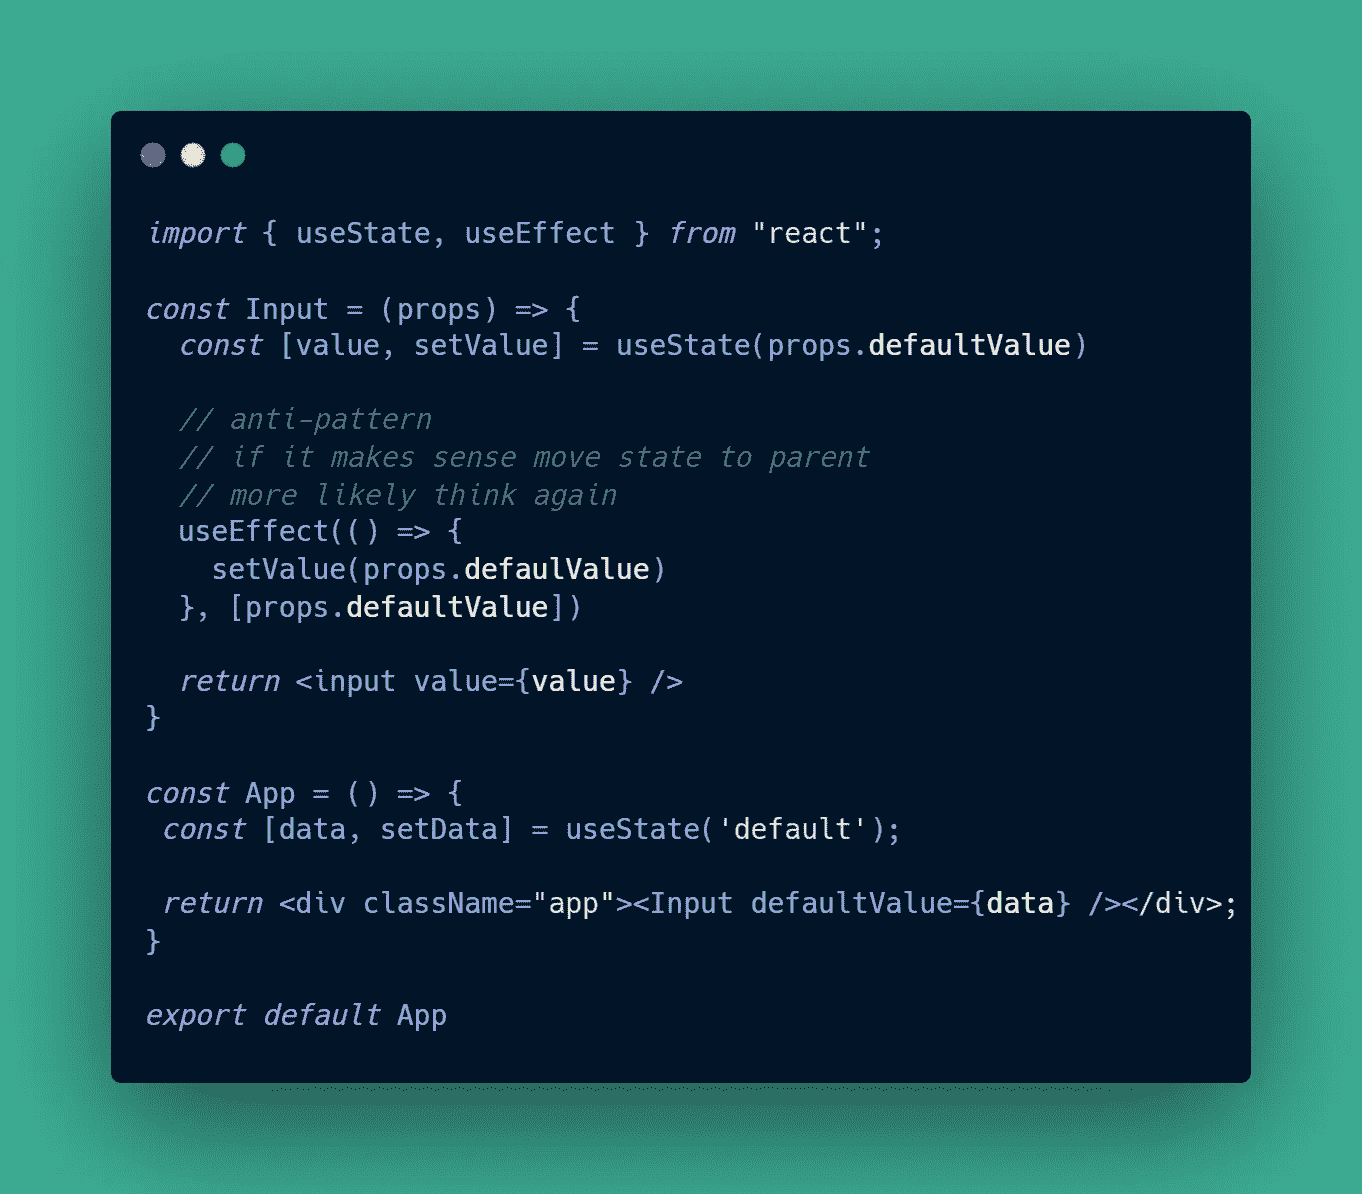 import { useState, useEffect } from "react";
const Input = (props) => {
const [value, setValue] = useState(props.defaultValue)
// anti-pattern
// if it makes sense move state to parent
// more likely think again
useEffect(() => {
setValue(props.defaulValue)
}, [props.defaultValue])
return <input value={value} />
}
const App = () => {
const [data, setData] = useState('default');
return <div className="app"><Input defaultValue={data} /></div>;
}
export default App